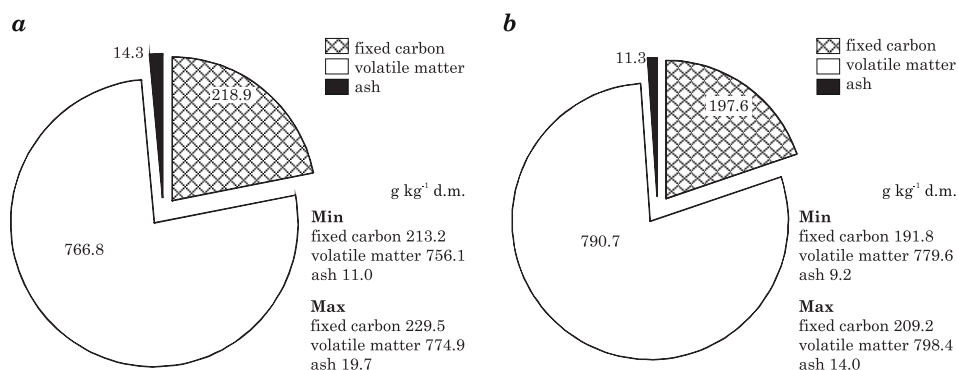 a
14.3
218.9
766.8
fixed carbon
volatile matter
ash
g kg⁻¹ d.m.
Min
fixed carbon 213.2
volatile matter 756.1
ash 11.0
Max
fixed carbon 229.5
volatile matter 774.9
ash 19.7
b
11.3
197.6
790.7
fixed carbon
volatile matter
ash
g kg⁻¹ d.m.
Min
fixed carbon 191.8
volatile matter 779.6
ash 9.2
Max
fixed carbon 209.2
volatile matter 798.4
ash 14.0